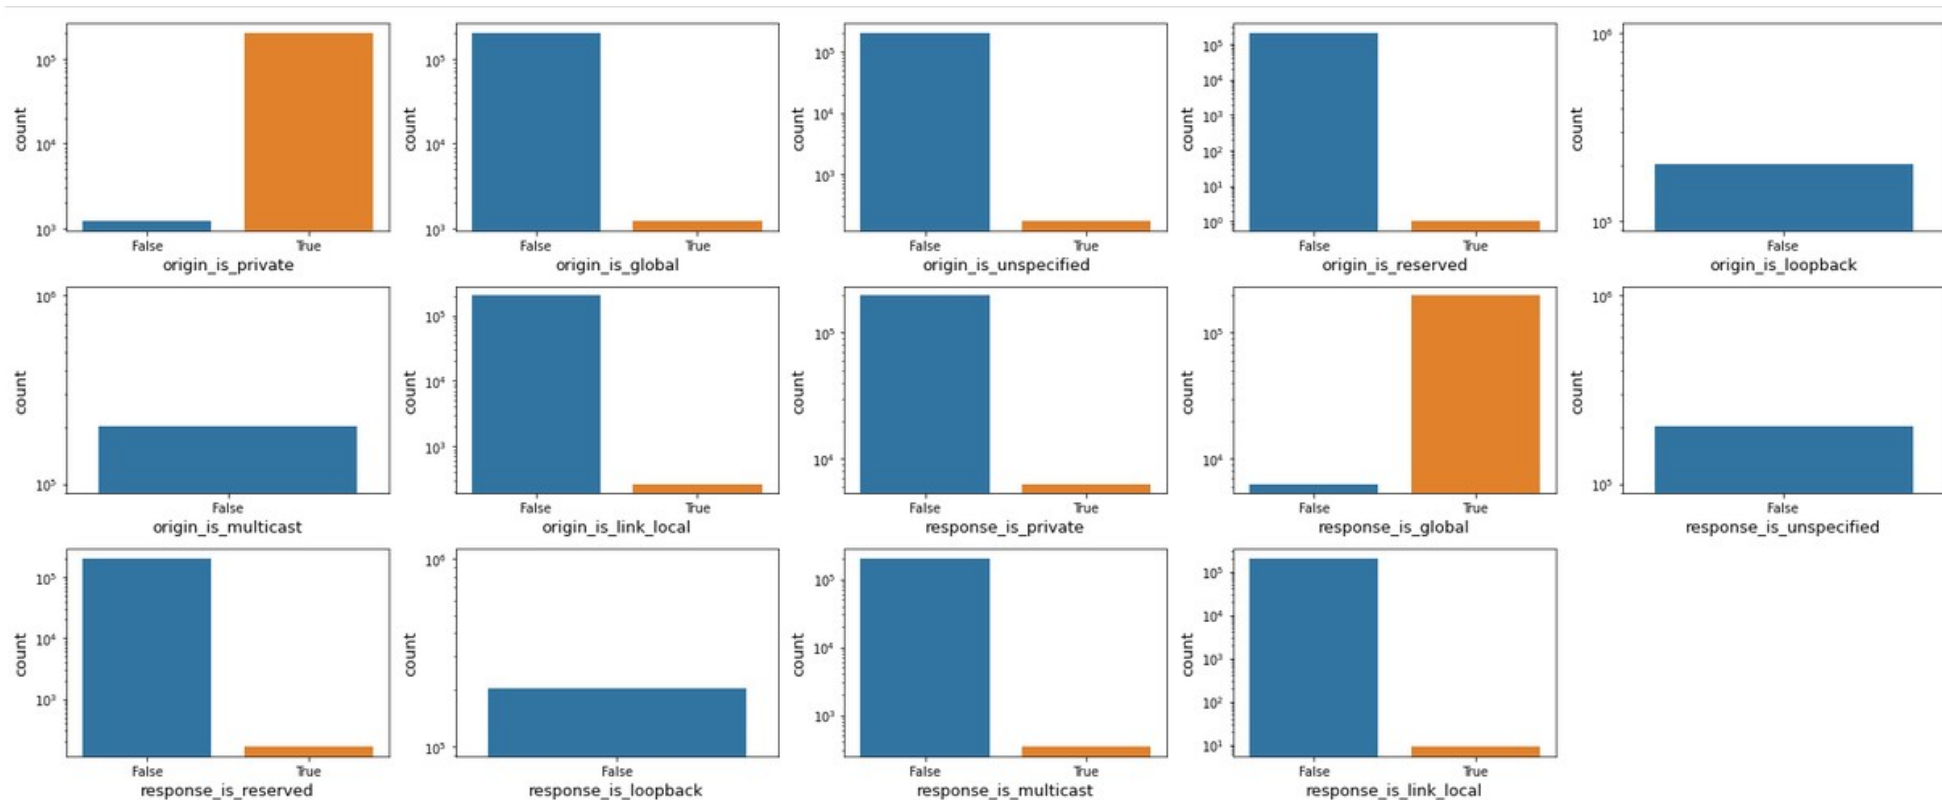 count
10⁵
10⁴
10³
False True
origin_is_private
count
10⁵
10⁴
10³
False True
origin_is_global
count
10⁵
10⁴
10³
False True
origin_is_unspecified
count
10⁵
10⁴
10³
10²
10¹
10⁰
False True
origin_is_reserved
count
10⁶
10⁵
False
origin_is_loopback
count
10⁶
10⁵
False
origin_is_multicast
count
10⁵
10⁴
10³
False True
origin_is_link_local
count
10⁵
10⁴
False True
response_is_private
count
10⁵
10⁴
False True
response_is_global
count
10⁶
10⁵
False
response_is_unspecified
count
10⁵
10⁴
10³
False True
response_is_reserved
count
10⁶
10⁵
False
response_is_loopback
count
10⁵
10⁴
10³
False True
response_is_multicast
count
10⁵
10⁴
10³
10²
10¹
False True
response_is_link_local